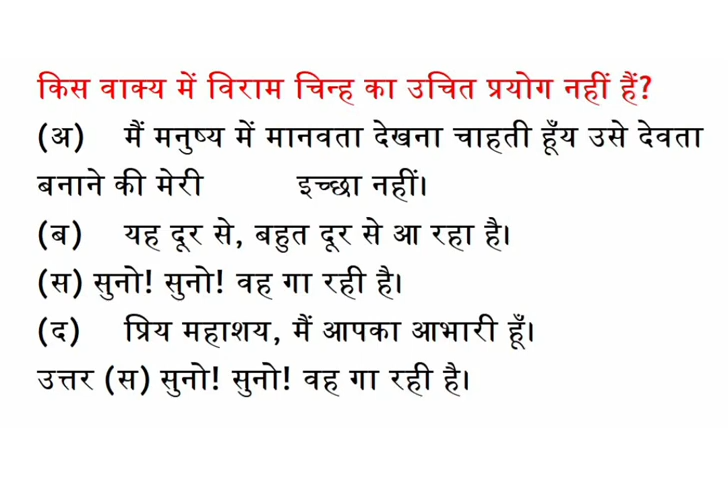 किस वाक्य में विराम चिन्ह का उचित प्रयोग नहीं हैं?
(अ) मैं मनुष्य में मानवता देखना चाहती हूँय उसे देवता
बनाने की मेरी इच्छा नहीं।
(ब) यह दूर से, बहुत दूर से आ रहा है।
(स) सुनो! सुनो! वह गा रही है।
(द) प्रिय महाशय, मैं आपका आभारी हूँ।
उत्तर (स) सुनो! सुनो! वह गा रही है।